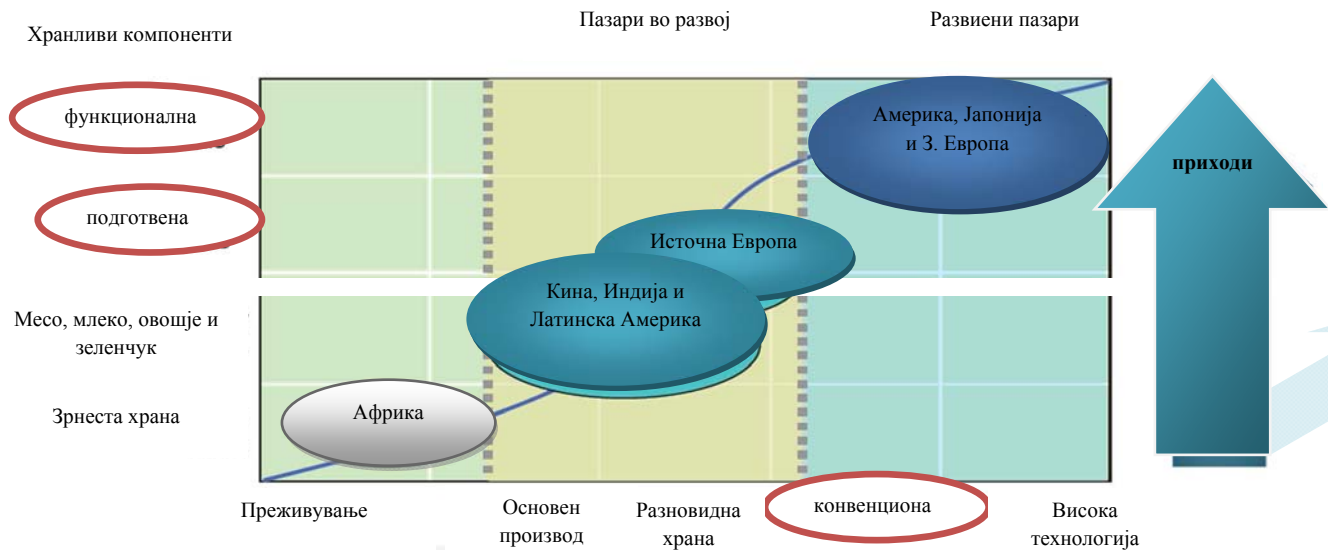 Пазари во развој
Развиени пазари
Хранливи компоненти
функционална
Америка, Јапонија
и З. Европа
приходи
подготвена
Источна Европа
Кина, Индија и
Латинска Америка
Месо, млеко, овошје и
зеленчук
Африка
Зрнеста храна
Преживување
Основен
производ
Разновидна
храна
конвенциона
Висока
технологија